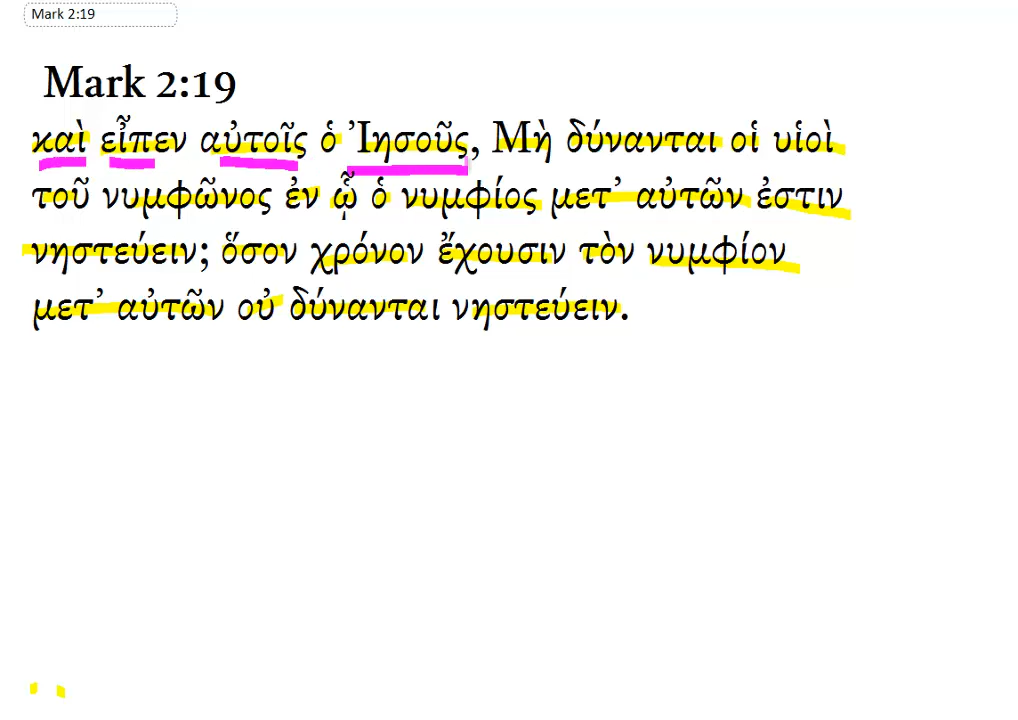 Mark 2:19
Mark 2:19
καὶ εἶπεν αὐτοῖς ὁ Ἰησοῦς, Μὴ δύνανται οἱ υἱοὶ
τοῦ νυμφῶνος ἐν ᾧ ὁ νυμφίος μετ’ αὐτῶν ἐστιν
νηστεύειν; ὅσον χρόνον ἔχουσιν τὸν νυμφίον
μετ’ αὐτῶν οὐ δύνανται νηστεύειν.